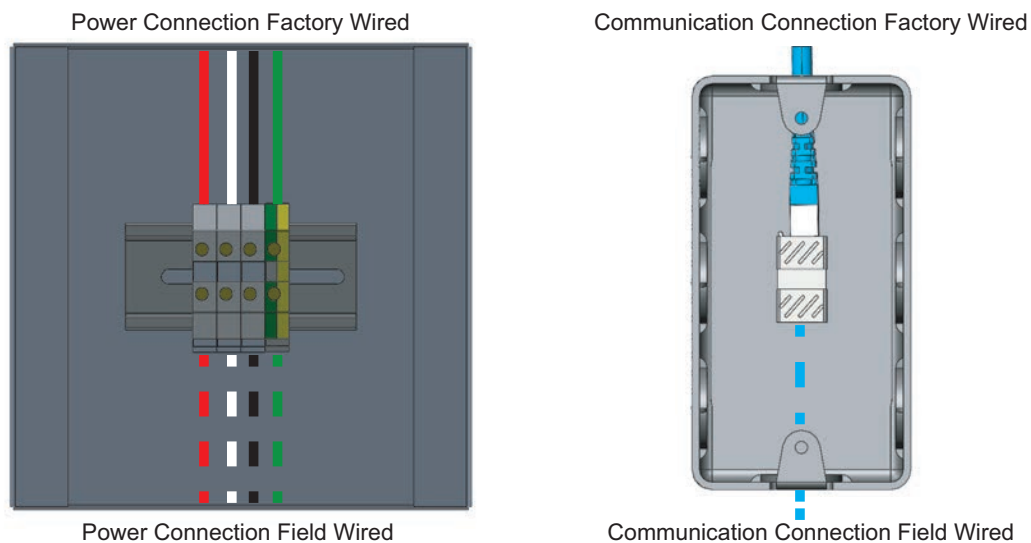 Power Connection Factory Wired
Communication Connection Factory Wired
Power Connection Field Wired
Communication Connection Field Wired